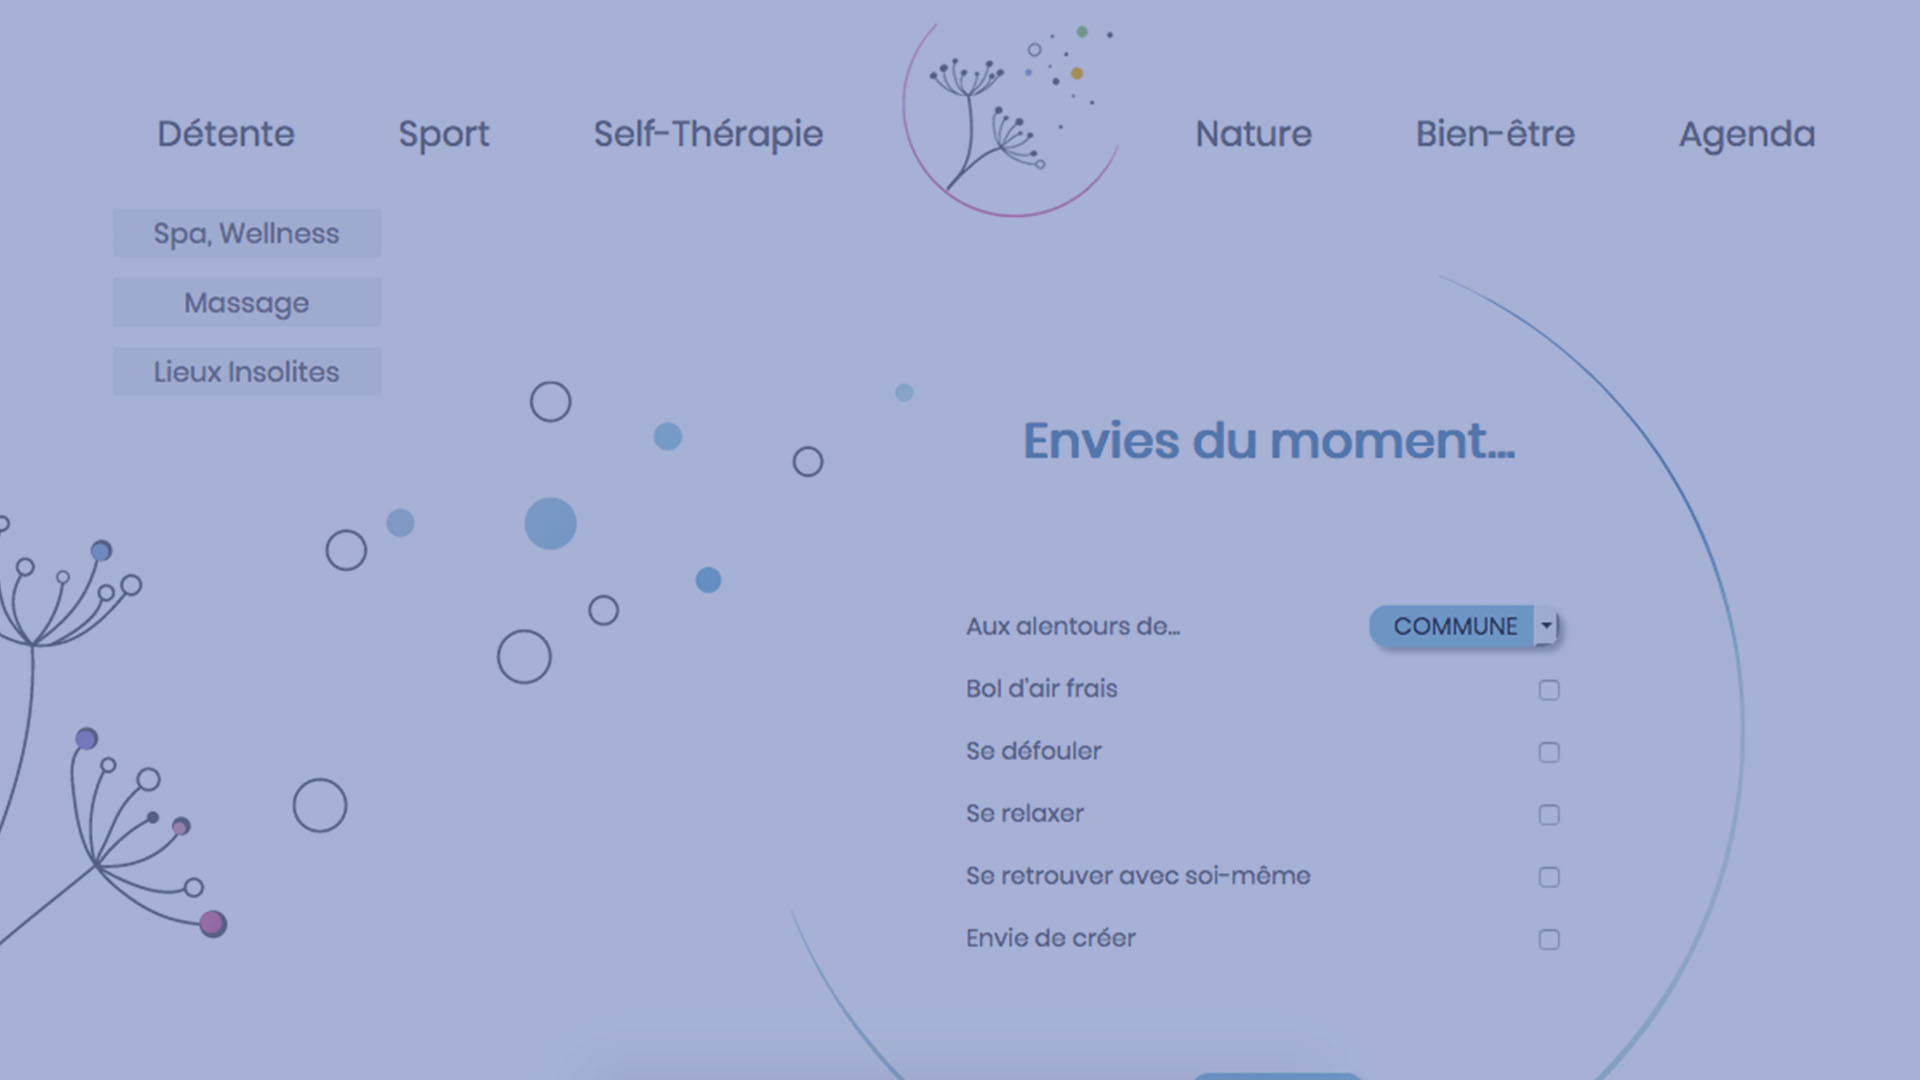 Détente
Sport
Self-Thérapie
Nature
Bien-être
Agenda
Spa, Wellness
Massage
Lieux Insolites
Envies du moment...
Aux alentours de...
COMMUNE
Bol d'air frais
Se défouler
Se relaxer
Se retrouver avec soi-même
Envie de créer